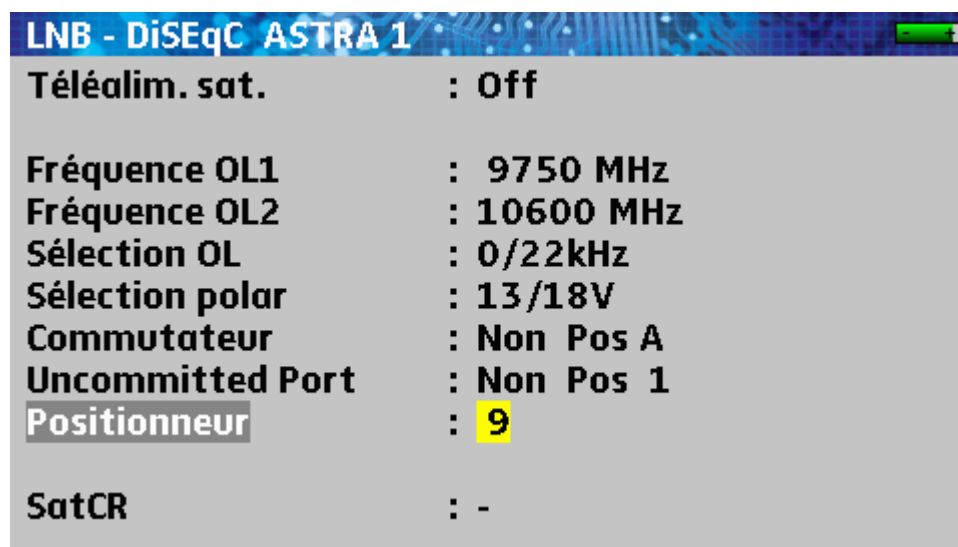 LNB - DiSEqC ASTRA 1
Téléalim. sat. : Off
Fréquence OL1 : 9750 MHz
Fréquence OL2 : 10600 MHz
Sélection OL : 0/22kHz
Sélection polar : 13/18V
Commutateur : Non Pos A
Uncommitted Port : Non Pos 1
Positionneur : 9
SatCR : -